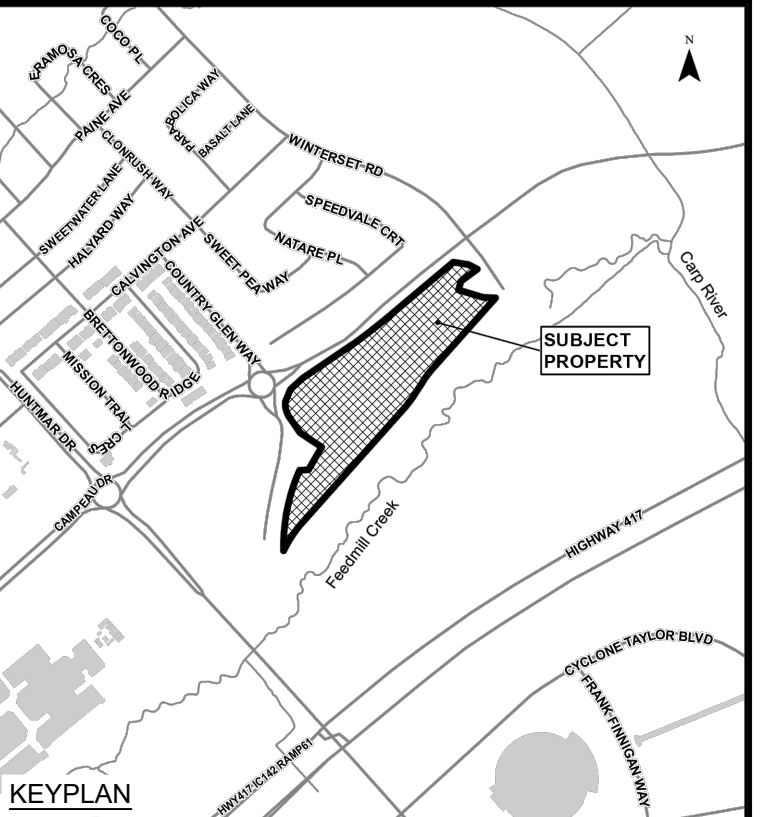 N
COCO PL
ERAMOSA CRES
PAINE AVE
PARABOLICA WAY
BASALT LANE
CLONRUSH WAY
WINTERSET RD
SWEETWATER LANE
HALYARD WAY
SPEEDVALE CRT
CALVINGTON AVE
SWEET PEA WAY
NATARE PL
COUNTRY GLEN WAY
Carp River
BRETTONWOOD RIDGE
SUBJECT
PROPERTY
MISSION TRAIL CRES
HUNTMAR DR
CAMPEAU DR
Feedmill Creek
HIGHWAY 417
CYCLONE TAYLOR BLVD
FRANK FINNIGAN WAY
HWY417 IC142 RAMP61
KEYPLAN